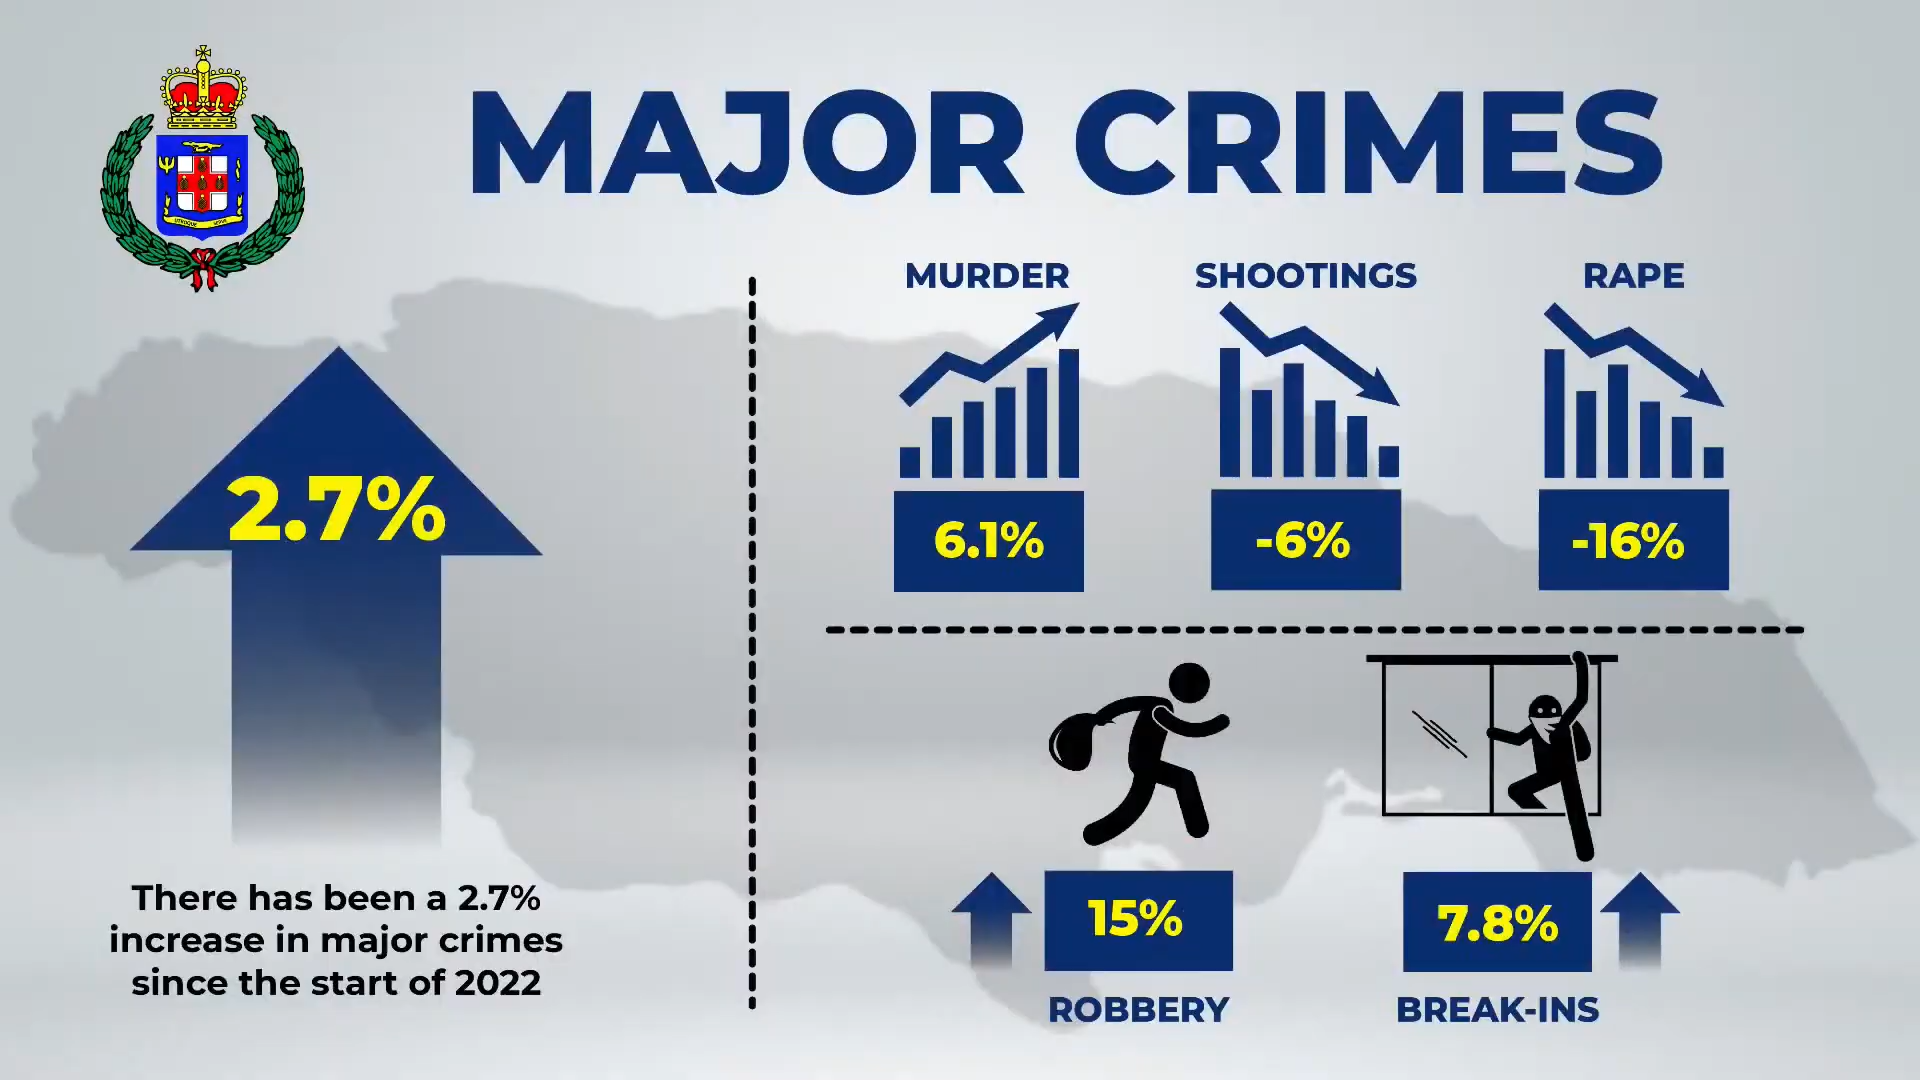 MAJOR CRIMES
2.7%
There has been a 2.7%
increase in major crimes
since the start of 2022
MURDER
6.1%
SHOOTINGS
-6%
RAPE
-16%
15%
ROBBERY
7.8%
BREAK-INS